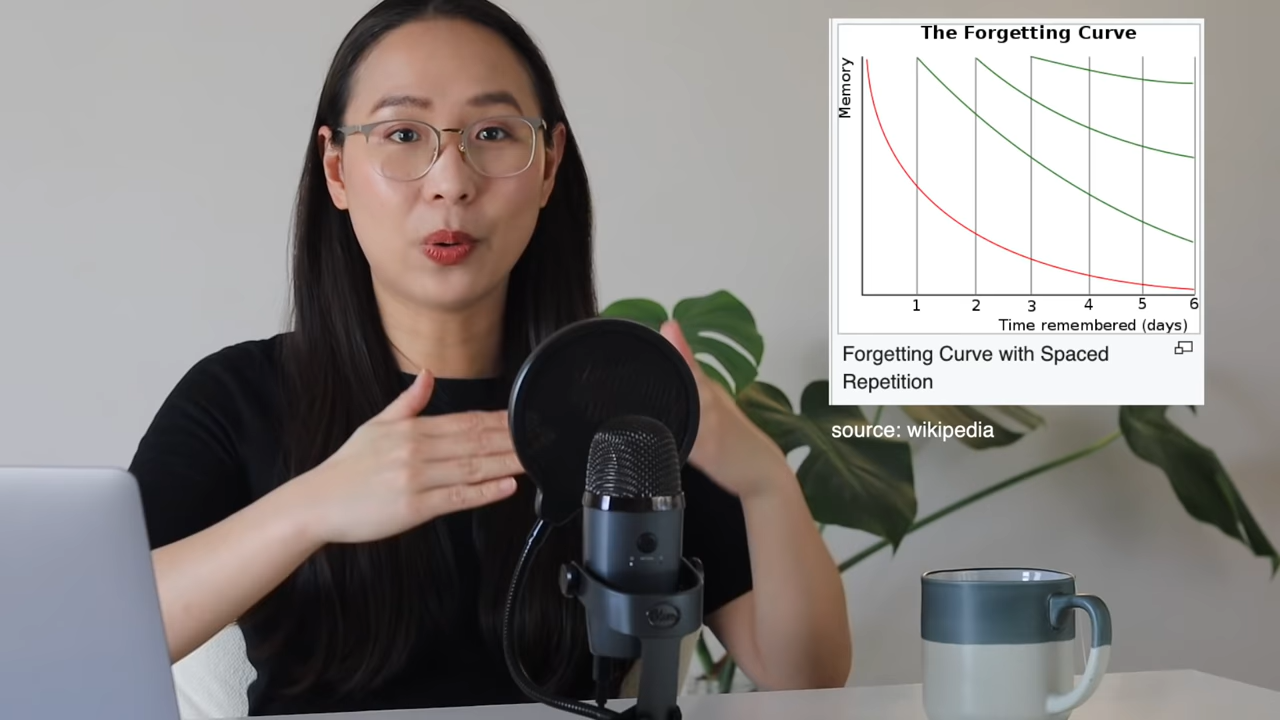 The Forgetting Curve
Memory
1 2 3 4 5 6
Time remembered (days)
Forgetting Curve with Spaced
Repetition
source: wikipedia